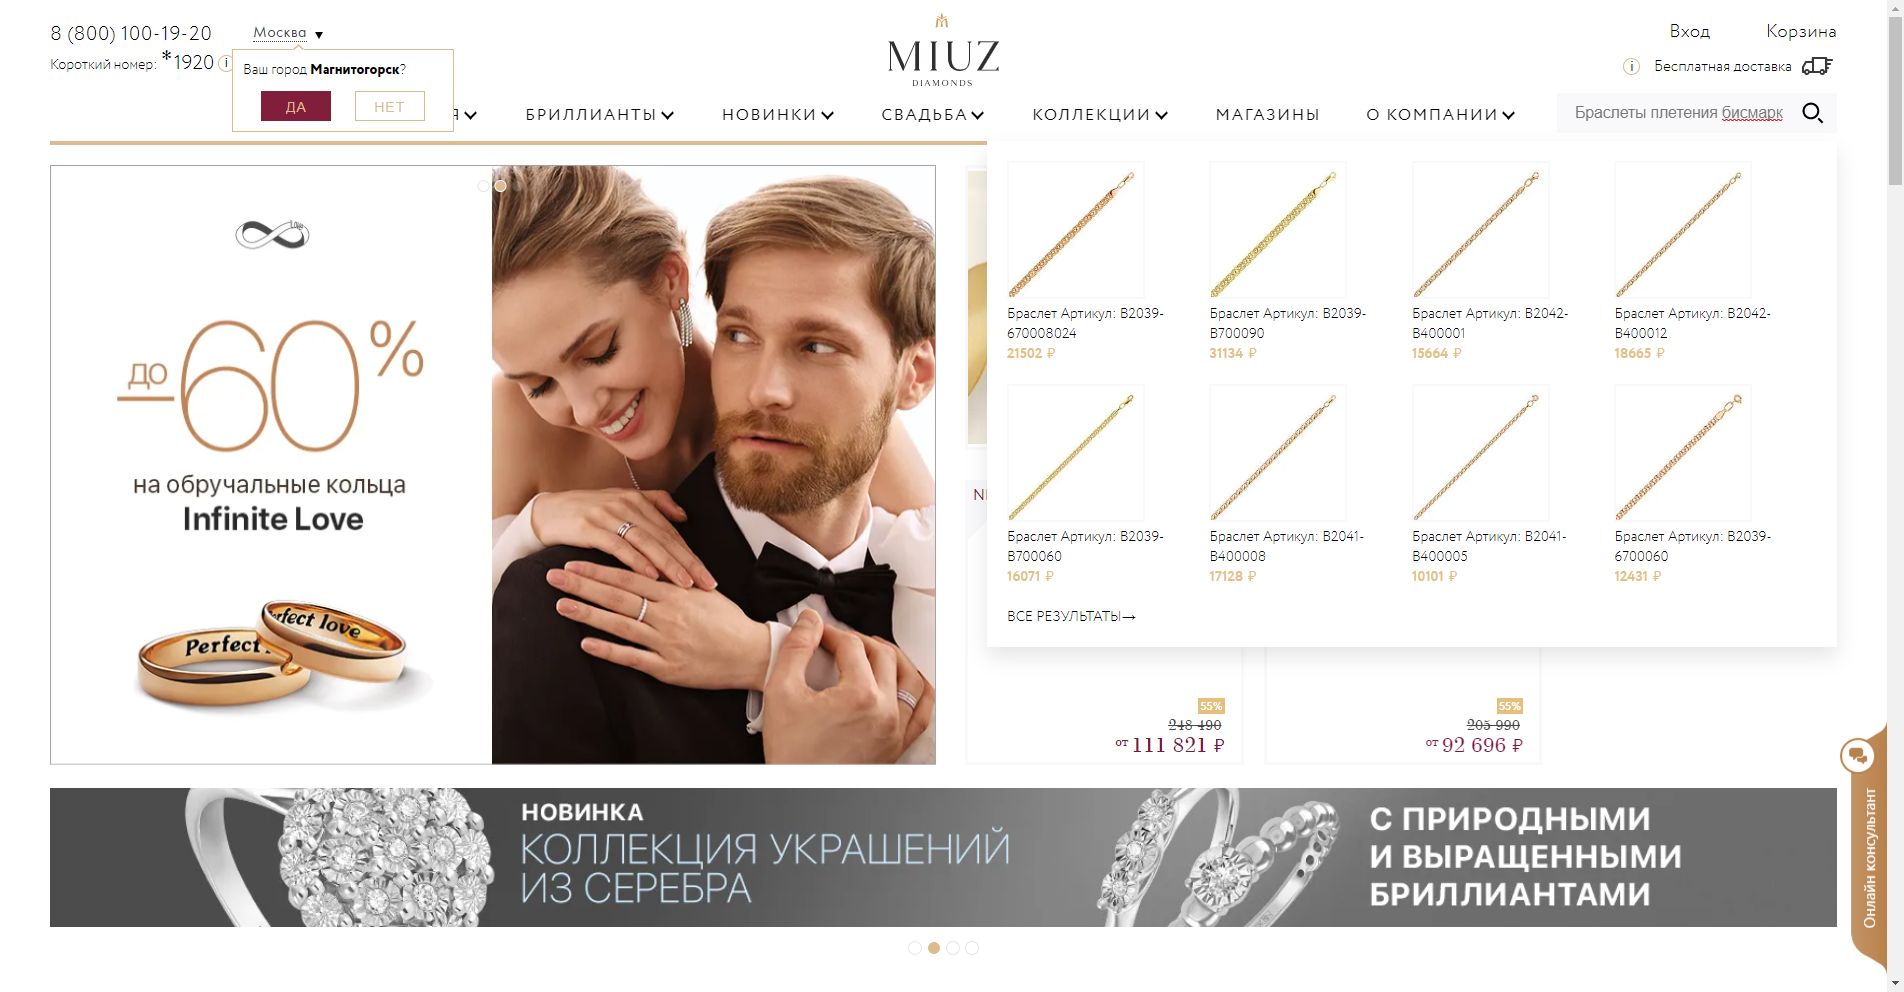 8 (800) 100-19-20
Москва ▼
Короткий номер: *1920 i
Ваш город Магнитогорск?
ДА
НЕТ
MIUZ
DIAMONDS
Вход
Корзина
i Бесплатная доставка
Я
БРИЛЛИАНТЫ
НОВИНКИ
СВАДЬБА
КОЛЛЕКЦИИ
МАГАЗИНЫ
О КОМПАНИИ
Браслеты плетения бисмарк
Love
до
-60%
на обручальные кольца
Infinite Love
Perfect
rfect love
Браслет Артикул: B2039-
670008024
21502 ₽
Браслет Артикул: B2039-
B700090
31134 ₽
Браслет Артикул: B2042-
B400001
15664 ₽
Браслет Артикул: B2042-
B400012
18665 ₽
Браслет Артикул: B2039-
B700060
16071 ₽
Браслет Артикул: B2041-
B400008
17128 ₽
Браслет Артикул: B2041-
B400005
10101 ₽
Браслет Артикул: B2039-
6700060
12431 ₽
ВСЕ РЕЗУЛЬТАТЫ→
55%
248 490
от 111 821 ₽
55%
205 990
от 92 696 ₽
НОВИНКА
КОЛЛЕКЦИЯ УКРАШЕНИЙ
ИЗ СЕРЕБРА
С ПРИРОДНЫМИ
И ВЫРАЩЕННЫМИ
БРИЛЛИАНТАМИ
Онлайн консультант